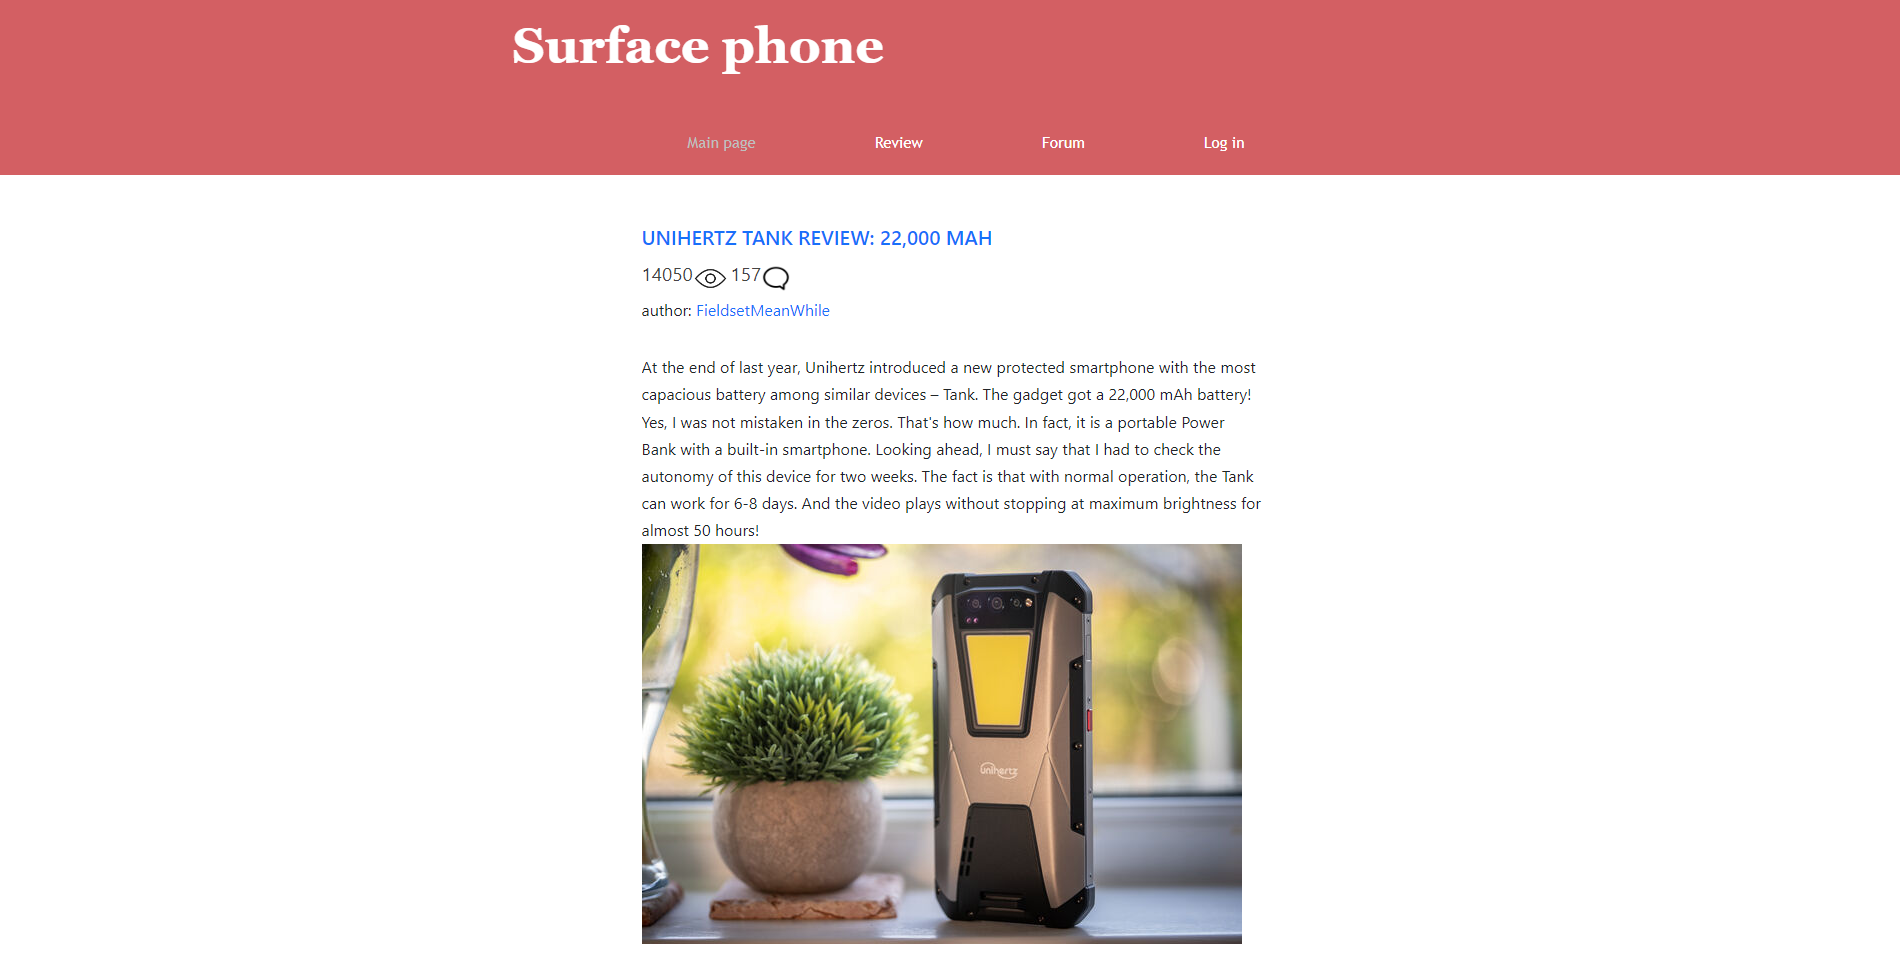 Surface phone
Main page Review Forum Log in
UNIHERTZ TANK REVIEW: 22,000 MAH
14050 157
author: FieldsetMeanWhile
At the end of last year, Unihertz introduced a new protected smartphone with the most
capacious battery among similar devices – Tank. The gadget got a 22,000 mAh battery!
Yes, I was not mistaken in the zeros. That's how much. In fact, it is a portable Power
Bank with a built-in smartphone. Looking ahead, I must say that I had to check the
autonomy of this device for two weeks. The fact is that with normal operation, the Tank
can work for 6-8 days. And the video plays without stopping at maximum brightness for
almost 50 hours!
unihertz